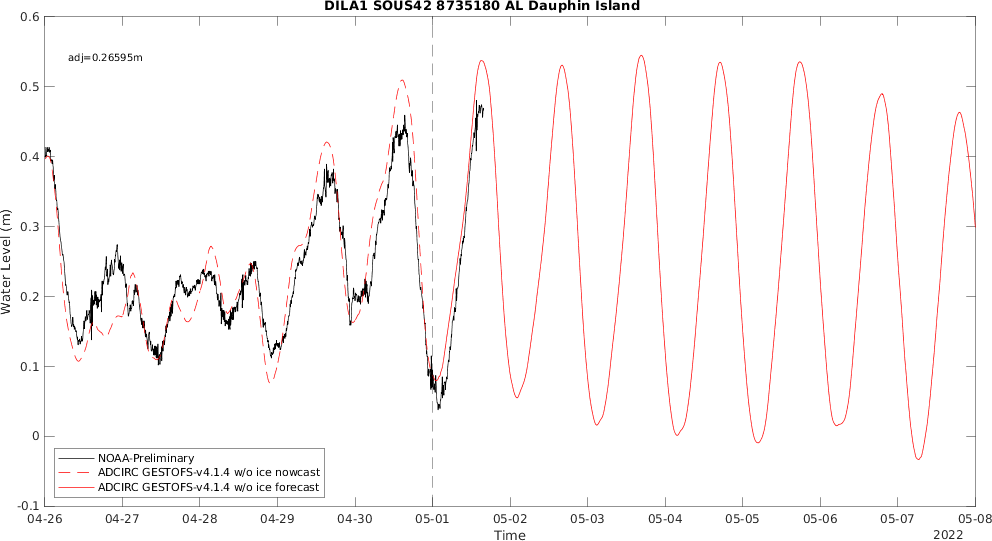 DILA1 SOUS42 8735180 AL Dauphin Island
adj=0.26595m
0.6
0.5
0.4
0.3
0.2
0.1
0
-0.1
Water Level (m)
NOAA-Preliminary
ADCIRC GESTOFS-v4.1.4 w/o ice nowcast
ADCIRC GESTOFS-v4.1.4 w/o ice forecast
04-26 04-27 04-28 04-29 04-30 05-01 05-02 05-03 05-04 05-05 05-06 05-07 05-08
Time
2022